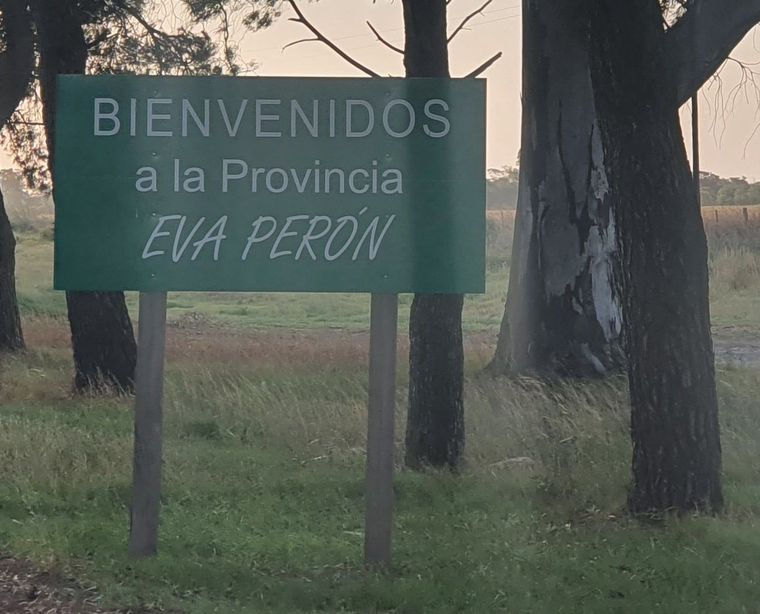 BIENVENIDOS
a la Provincia
EVA PERÓN